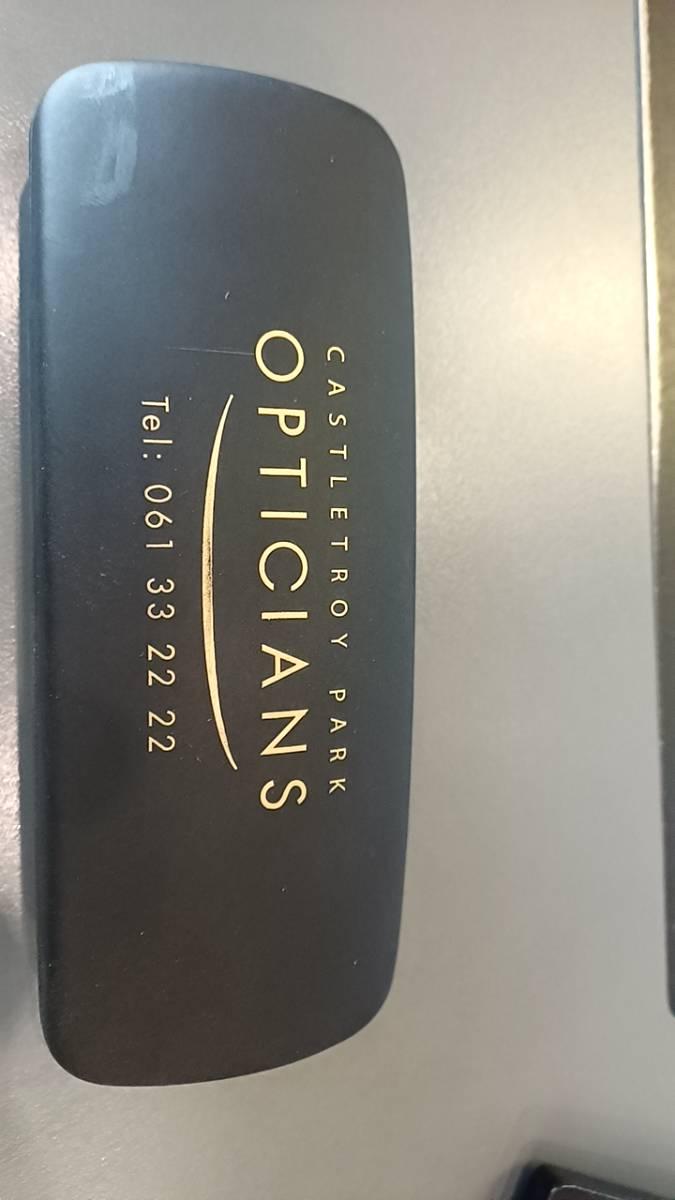 CASTLETROY PARK
OPTICIANS
Tel: 061 33 22 22